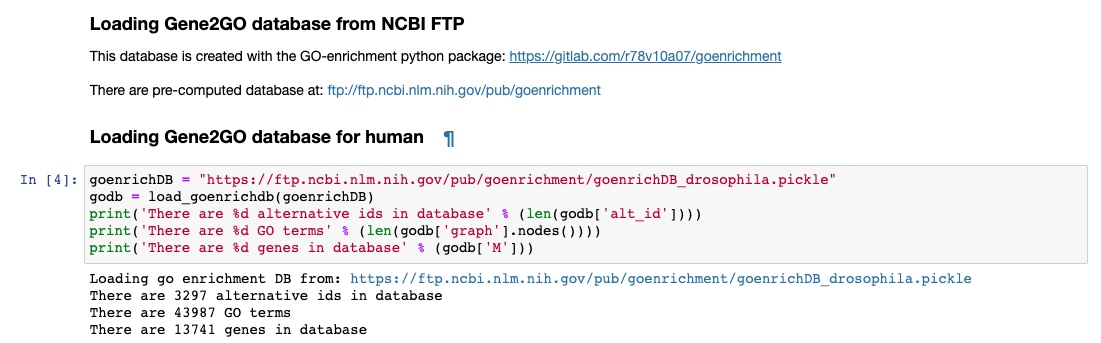 Loading Gene2GO database from NCBI FTP
This database is created with the GO-enrichment python package: https://gitlab.com/r78v10a07/goenrichment
There are pre-computed database at: ftp://ftp.ncbi.nlm.nih.gov/pub/goenrichment
Loading Gene2GO database for human ¶
In [4]: goenrichDB = "https://ftp.ncbi.nlm.nih.gov/pub/goenrichment/goenrichDB_drosophila.pickle"
godb = load_goenrichdb(goenrichDB)
print('There are %d alternative ids in database' % (len(godb['alt_id'])))
print('There are %d GO terms' % (len(godb['graph'].nodes())))
print('There are %d genes in database' % (godb['M']))
Loading go enrichment DB from: https://ftp.ncbi.nlm.nih.gov/pub/goenrichment/goenrichDB_drosophila.pickle
There are 3297 alternative ids in database
There are 43987 GO terms
There are 13741 genes in database